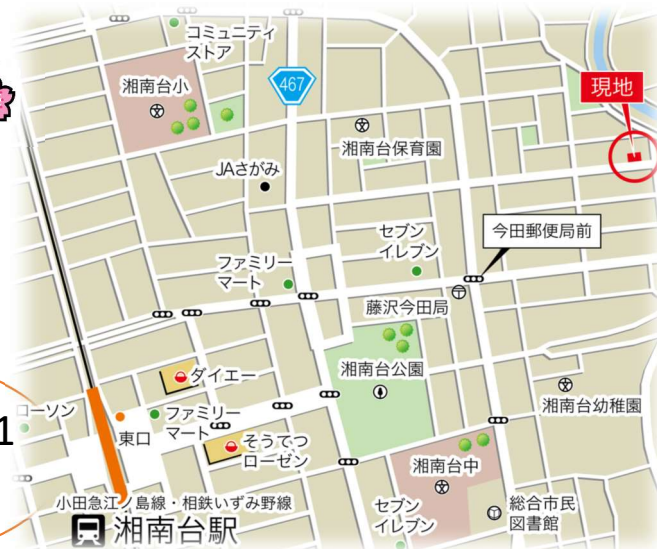 コミュニティ
ストア
湘南台小
467
現地
湘南台保育園
JAさがみ
セブン
イレブン
今田郵便局前
ファミリー
マート
藤沢今田局
湘南台公園
ダイエー
ローソン
1
東口
ファミリー
マート
そうてつ
ローゼン
湘南台幼稚園
湘南台中
小田急江ノ島線・相鉄いずみ野線
湘南台駅
セブン
イレブン
総合市民
図書館